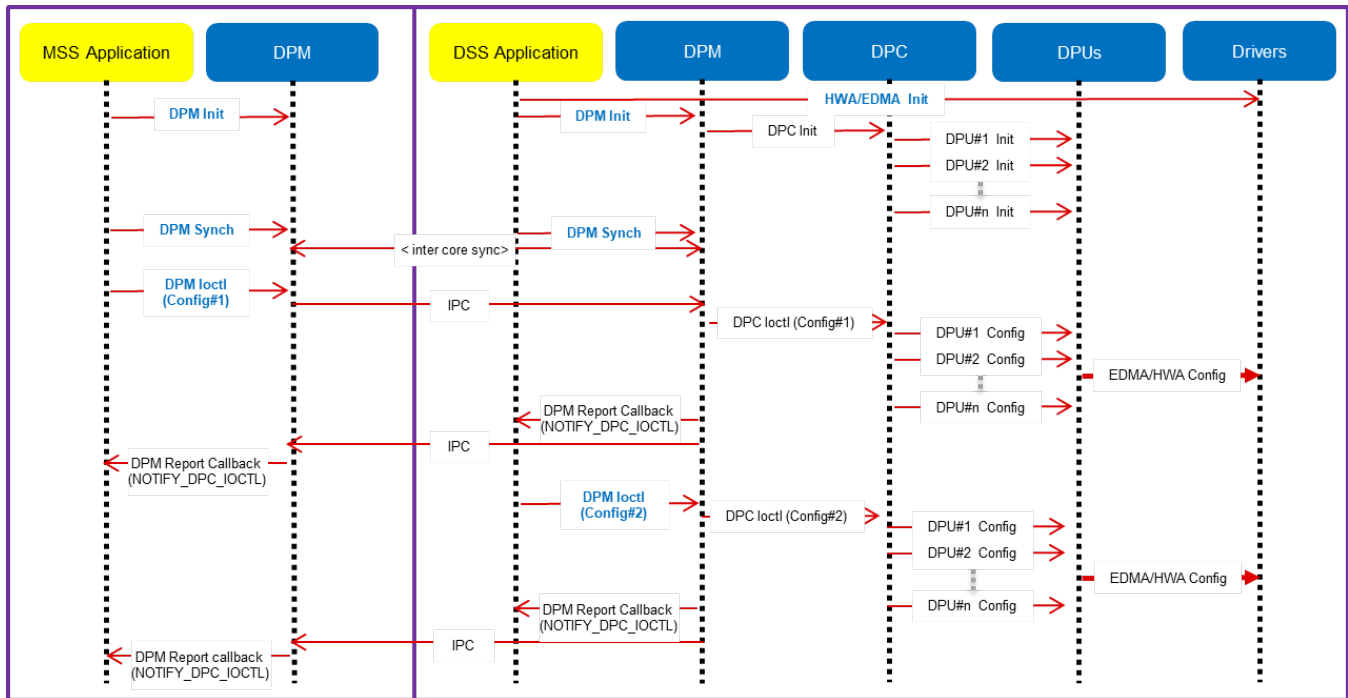 MSS Application
DPM
DSS Application
DPM
DPC
DPUs
Drivers
HWA/EDMA Init
DPM Init
DPM Init
DPC Init
DPU#1 Init
DPU#2 Init
DPU#n Init
DPM Synch
DPM Synch
< inter core sync>
DPM Ioctl
(Config#1)
IPC
DPC Ioctl (Config#1)
DPU#1 Config
DPU#2 Config
EDMA/HWA Config
DPU#n Config
DPM Report Callback
(NOTIFY_DPC_IOCTL)
IPC
DPM Report Callback
(NOTIFY_DPC_IOCTL)
DPM Ioctl
(Config#2)
DPC Ioctl (Config#2)
DPU#1 Config
DPU#2 Config
EDMA/HWA Config
DPU#n Config
DPM Report Callback
(NOTIFY_DPC_IOCTL)
IPC
DPM Report callback
(NOTIFY_DPC_IOCTL)